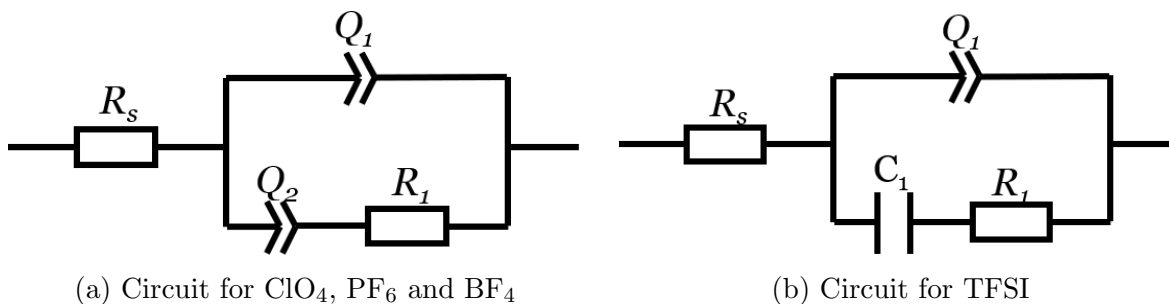 Q₁
Rₛ
Q₂
R₁
(a) Circuit for ClO₄, PF₆ and BF₄
Q₁
Rₛ
C₁
R₁
(b) Circuit for TFSI